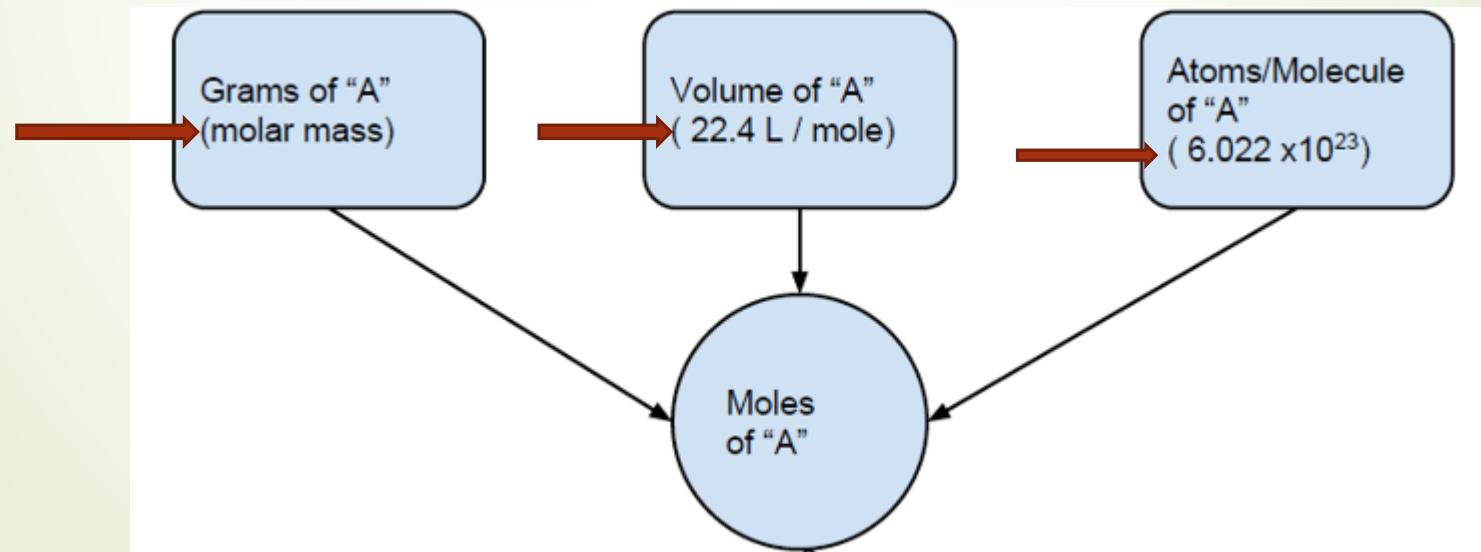 Grams of “A”
(molar mass)
Volume of “A”
( 22.4 L / mole)
Atoms/Molecule
of “A”
( 6.022 x10²³)
Moles
of “A”